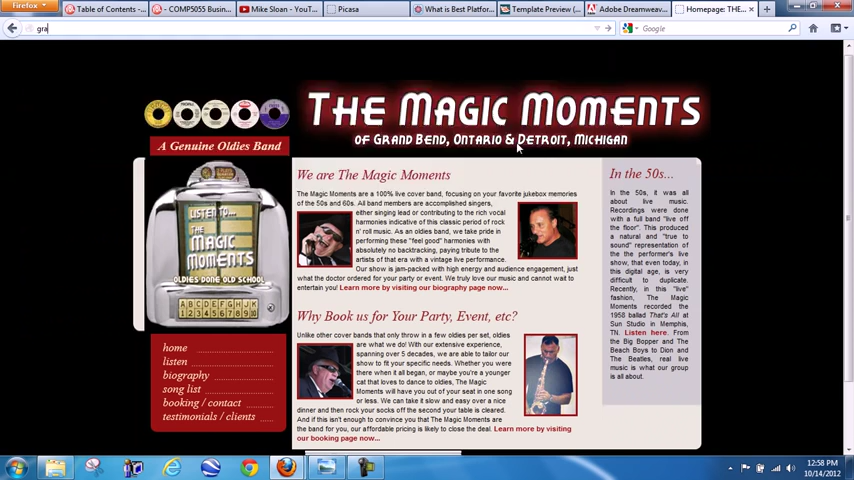 Firefox
Table of Contents - ...
- COMP5055 Busin...
Mike Sloan - YouT...
Picasa
What is Best Platfor...
Template Preview (...
Adobe Dreamweav...
Homepage: THE...
gra
Google
THE MAGIC MOMENTS
OF GRAND BEND, ONTARIO & DETROIT, MICHIGAN
A Genuine Oldies Band
LISTEN TO...
THE
MAGIC
MOMENTS
OLDIES DONE OLD SCHOOL
A B C D E F G H J K
home
listen
biography
song list
booking / contact
testimonials / clients
We are The Magic Moments
The Magic Moments are a 100% live cover band, focusing on your favorite jukebox memories
of the 50s and 60s. All band members are accomplished singers,
either singing lead or contributing to the rich vocal
harmonies indicative of this classic period of rock
n' roll music. As an oldies band, we take pride in
performing these "feel good" harmonies with
absolutely no backtracking, paying tribute to the
artists of that era with a vintage live performance.
Our show is jam-packed with high energy and audience engagement, just
what the doctor ordered for your party or event. We truly love our music and cannot wait to
entertain you! Learn more by visiting our biography page now...
Why Book us for Your Party, Event, etc?
Unlike other cover bands that only throw in a few oldies per set, oldies
are what we do! With our extensive experience,
spanning over 5 decades, we are able to tailor our
show to fit your specific needs. Whether you were
there when it all began, or maybe you're a younger
cat that loves to dance to oldies, The Magic
Moments will have you out of your seat in one song
or less. We can take it slow and easy over a nice
dinner and then rock your socks off the second your table is cleared.
And if this isn't enough to convince you that The Magic Moments are
the band for you, our affordable pricing is likely to close the deal. Learn more by visiting
our booking page now...
In the 50s...
In the 50s, it was all
about live music.
Recordings were done
with a full band "live off
the floor". This produced
a natural and "true to
sound" representation of
the the performer's live
show, that even today, in
this digital age, is very
difficult to duplicate.
Recently, in this "live"
fashion, The Magic
Moments recorded the
1958 ballad That's All at
Sun Studio in Memphis,
TN. Listen here. From
the Big Bopper and The
Beach Boys to Dion and
The Beatles, real live
music is what our group
is all about.
12:58 PM
10/14/2012